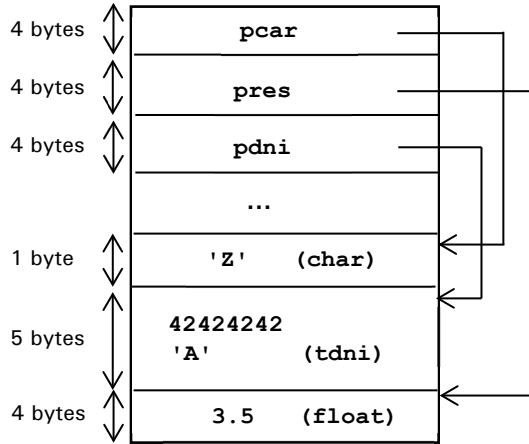 4 bytes pcar
4 bytes pres
4 bytes pdni
...
1 byte 'Z' (char)
42424242
5 bytes 'A' (tdni)
4 bytes 3.5 (float)